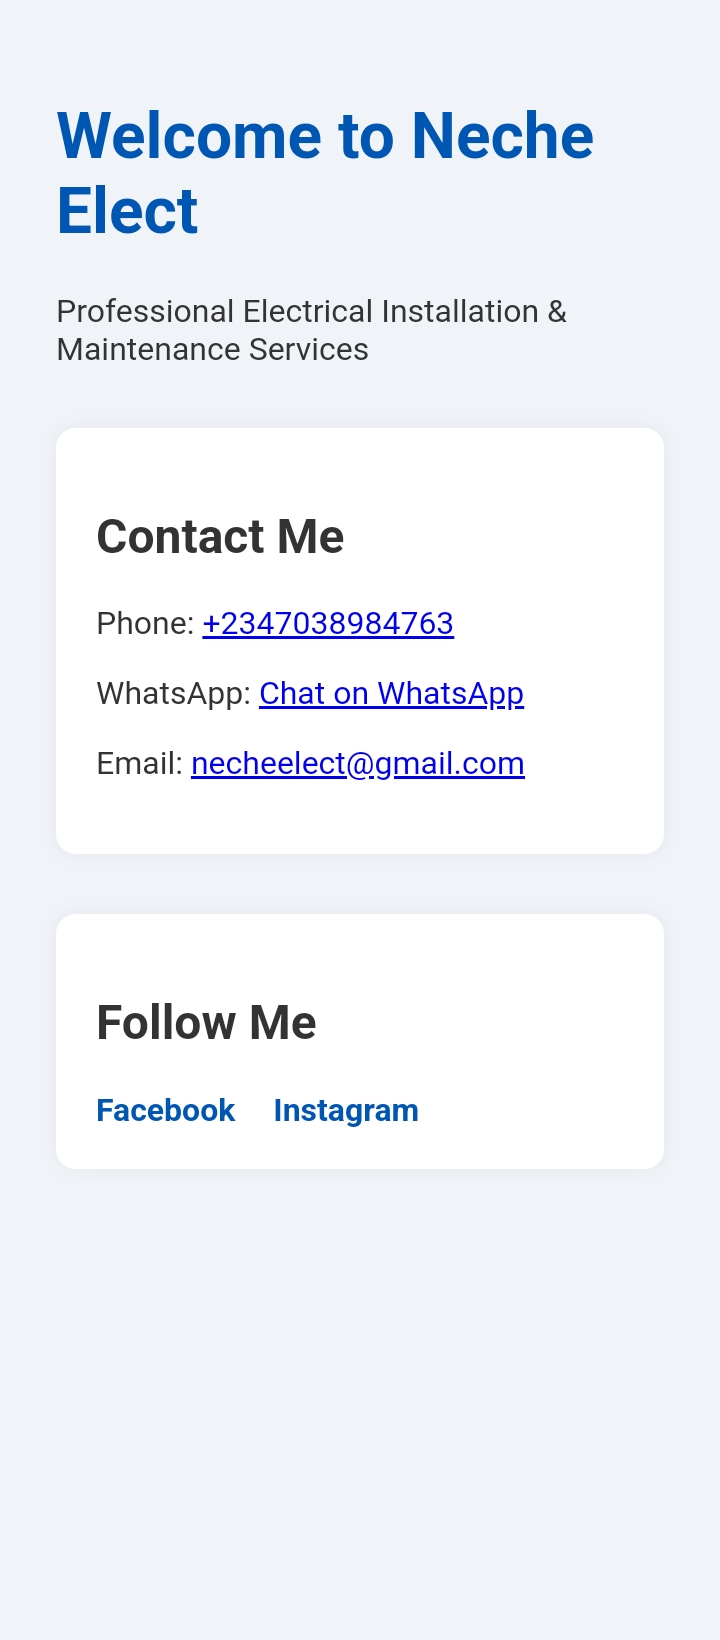 Welcome to Neche
Elect
Professional Electrical Installation &
Maintenance Services
Contact Me
Phone: +2347038984763
WhatsApp: Chat on WhatsApp
Email: necheelect@gmail.com
Follow Me
Facebook Instagram